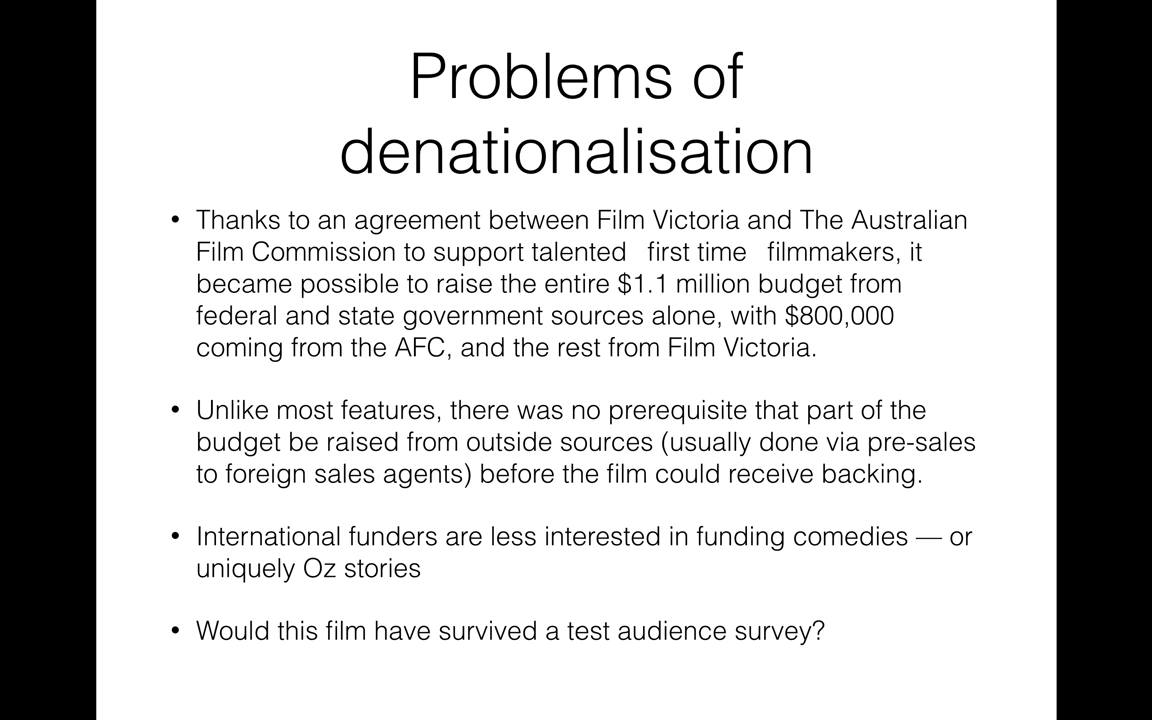 Problems of
denationalisation
• Thanks to an agreement between Film Victoria and The Australian
Film Commission to support talented first time filmmakers, it
became possible to raise the entire $1.1 million budget from
federal and state government sources alone, with $800,000
coming from the AFC, and the rest from Film Victoria.
• Unlike most features, there was no prerequisite that part of the
budget be raised from outside sources (usually done via pre-sales
to foreign sales agents) before the film could receive backing.
• International funders are less interested in funding comedies — or
uniquely Oz stories
• Would this film have survived a test audience survey?